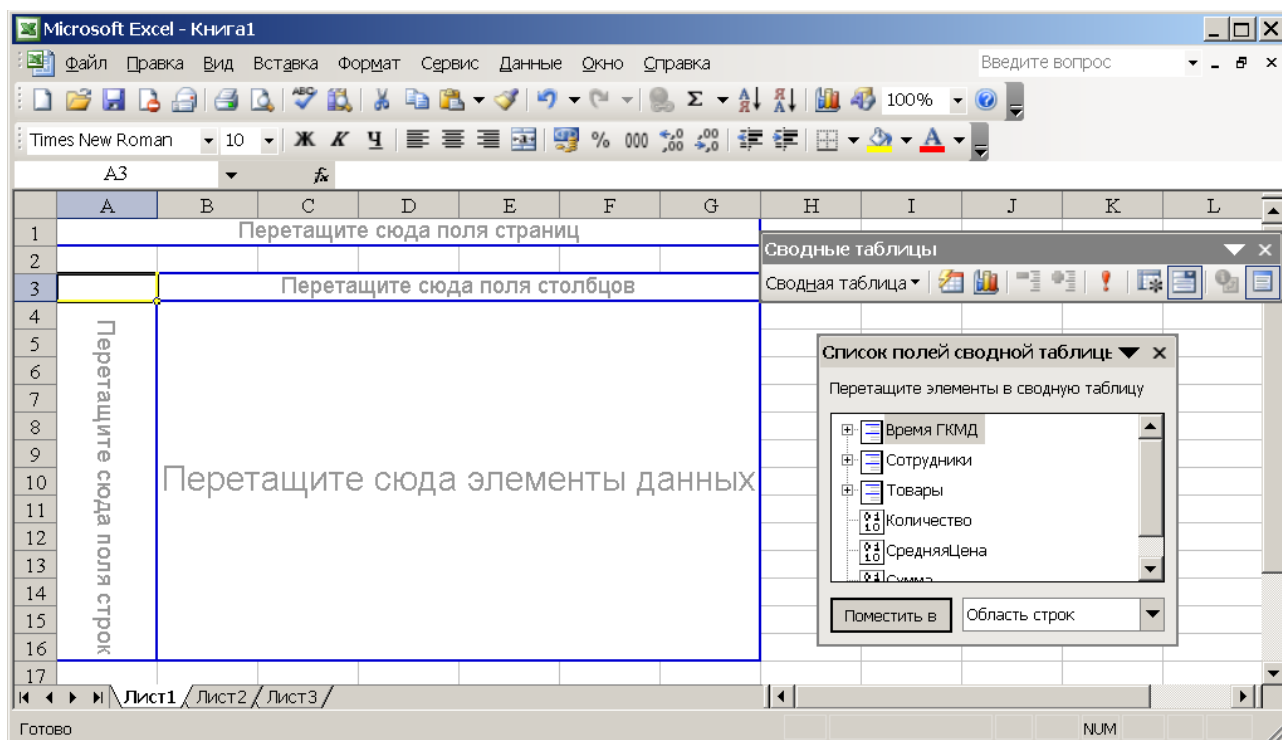 Microsoft Excel - Книга1
Файл Правка Вид Вставка Формат Сервис Данные Окно Справка Введите вопрос
100%
Times New Roman 10 Ж К Ч % 000
A3 fx
A B C D E F G H I J K L
1 Перетащите сюда поля страниц
2 Сводные таблицы
3 Перетащите сюда поля столбцов Сводная таблица
4
5 Список полей сводной таблицы
6
7 Перетащите элементы в сводную таблицу
8 Время ГКМД
9 Сотрудники
10 Перетащите сюда элементы данных Товары
11 Количество
12
13 СредняяЦена
14 Сумма
15 Поместить в Область строк
16
17
Перетащите сюда поля строк
Лист1 Лист2 Лист3
Готово NUM